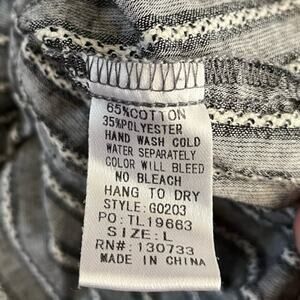 65%COTTON
35%POLYESTER
HAND WASH COLD
WATER SEPARATELY
COLOR WILL BLEED
NO BLEACH
HANG TO DRY
STYLE: G0203
PO: TL19663
SIZE: L
RN#: 130733
MADE IN CHINA